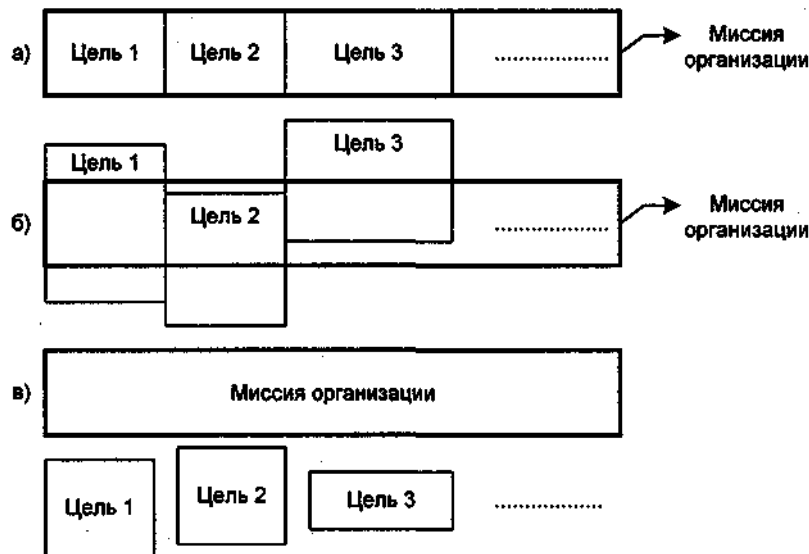 а) Цель 1 Цель 2 Цель 3 .................... Миссия
организации
Цель 1 Цель 3
б) Цель 2 .................... Миссия
организации
в) Миссия организации
Цель 1 Цель 2 Цель 3 ....................